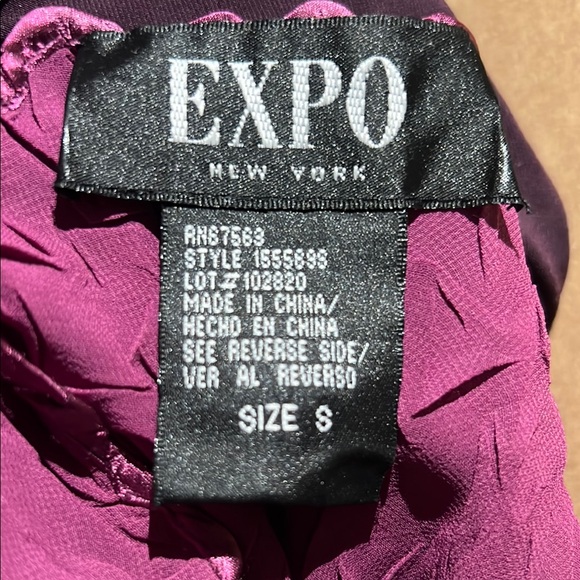 EXPO
NEW YORK
RN67563
STYLE 1555696
LOT# 102820
MADE IN CHINA/
HECHO EN CHINA
SEE REVERSE SIDE/
VER AL REVERSO
SIZE S